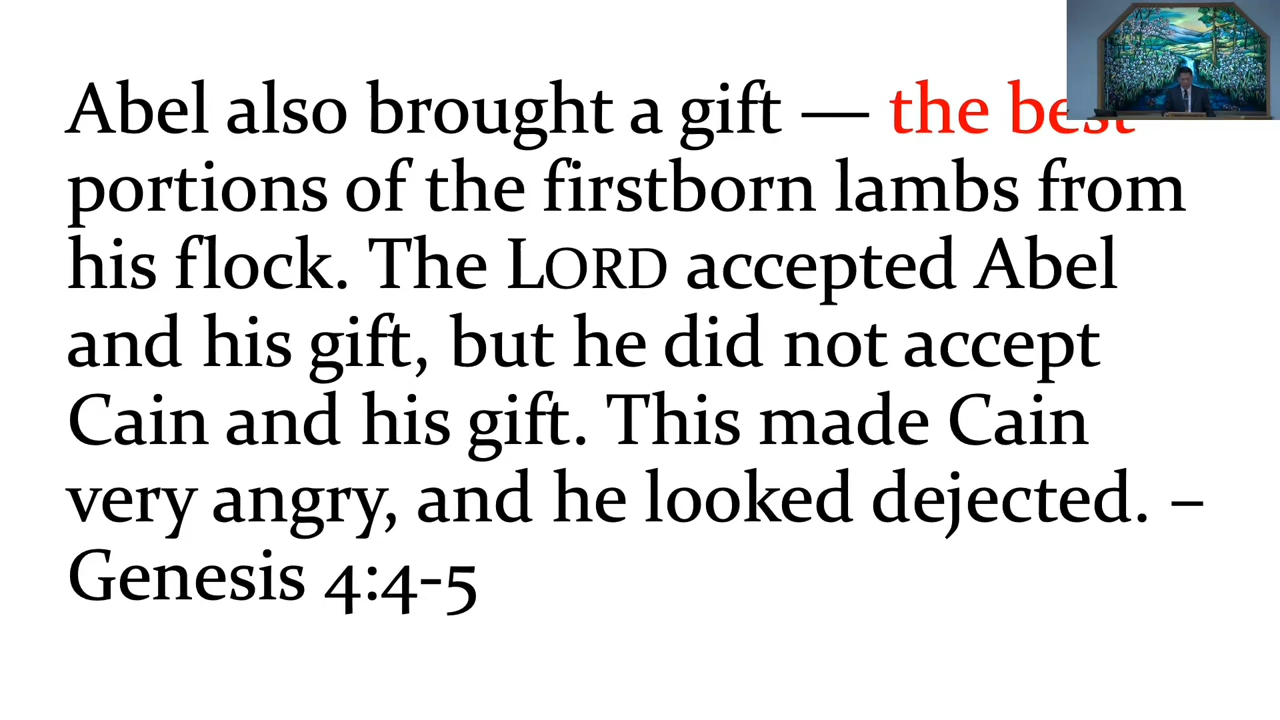 Abel also brought a gift — the best
portions of the firstborn lambs from
his flock. The LORD accepted Abel
and his gift, but he did not accept
Cain and his gift. This made Cain
very angry, and he looked dejected. –
Genesis 4:4-5